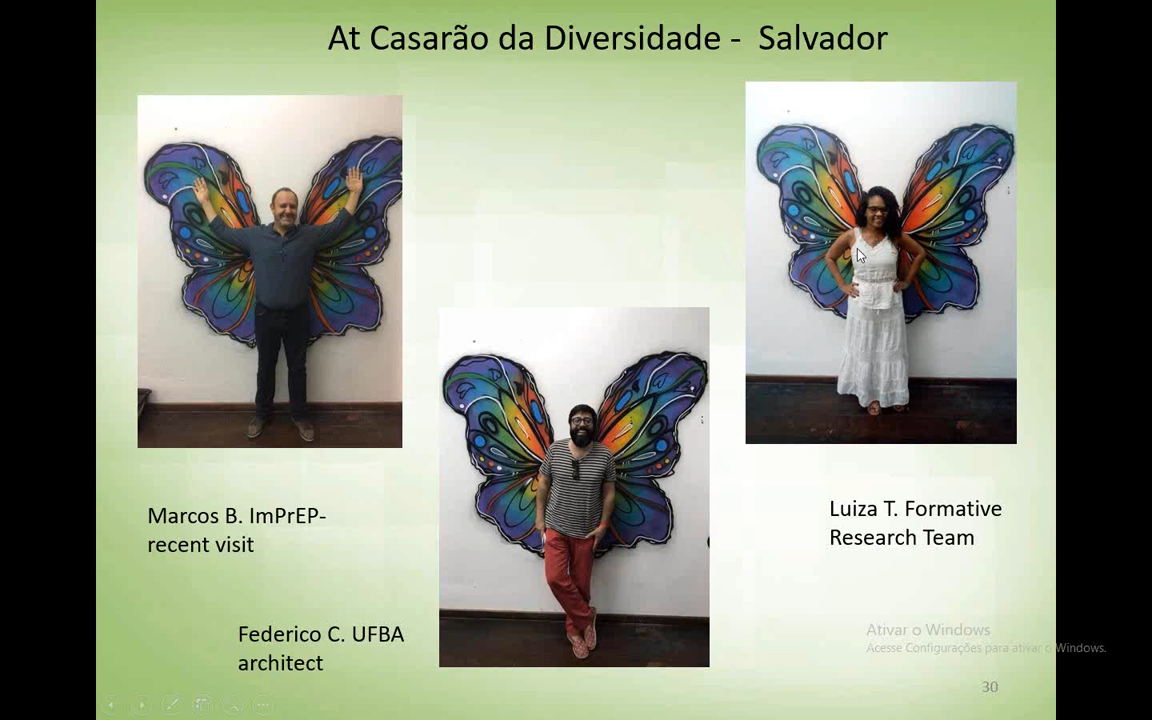 At Casarão da Diversidade - Salvador
Marcos B. ImPrEP-
recent visit
Federico C. UFBA
architect
Luiza T. Formative
Research Team
Ativar o Windows
Acesse Configurações para ativar o Windows.
30